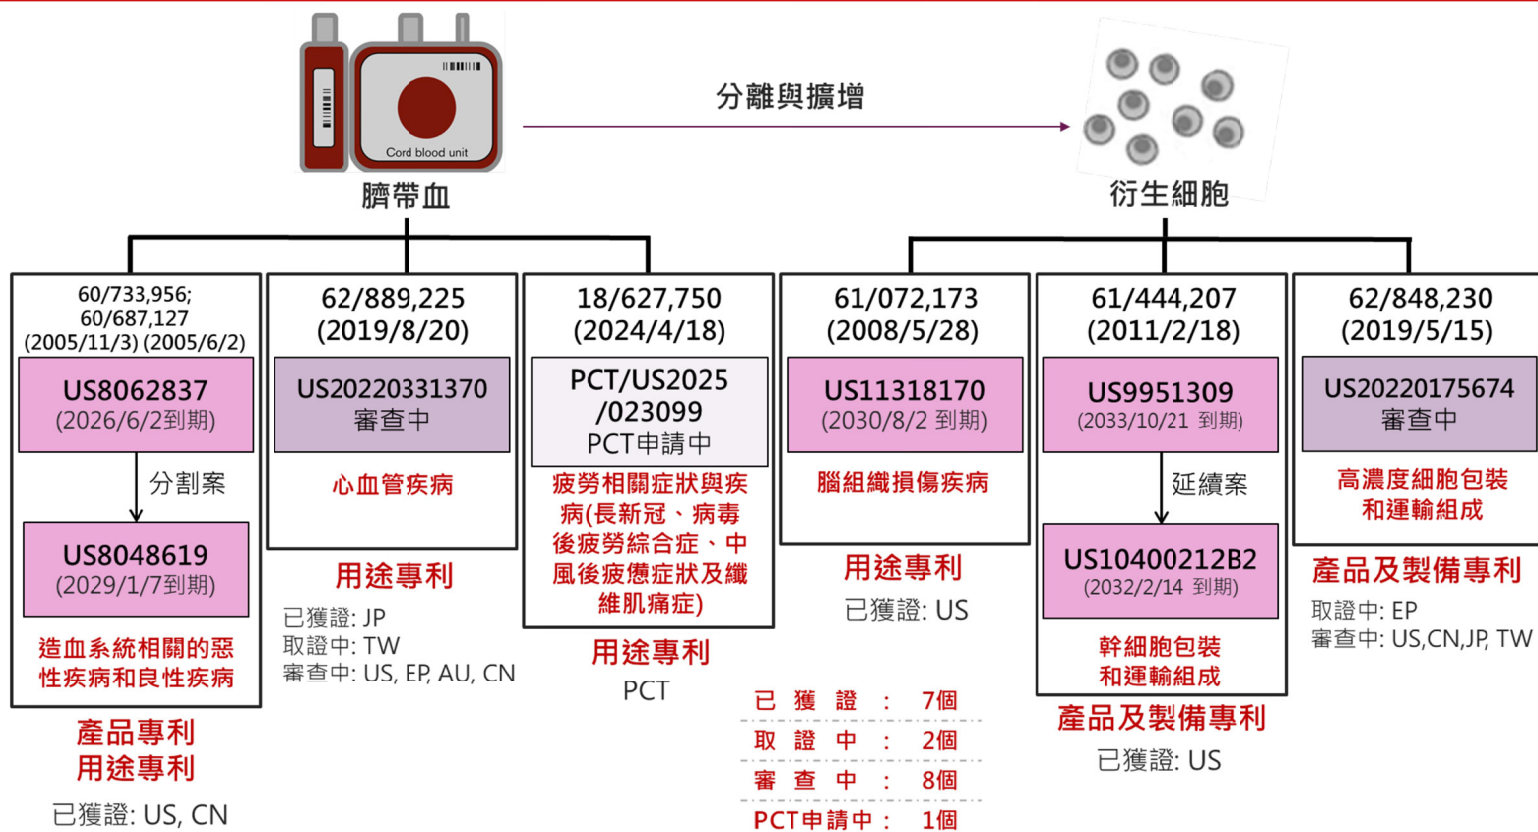 Cord blood unit
分離與擴增
臍帶血
衍生細胞
60/733,956;
60/687,127
(2005/11/3) (2005/6/2)
US8062837
(2026/6/2到期)
分割案
US8048619
(2029/1/7到期)
造血系統相關的惡
性疾病和良性疾病
產品專利
用途專利
已獲證: US, CN
62/889,225
(2019/8/20)
US20220331370
審查中
心血管疾病
用途專利
已獲證: JP
取證中: TW
審查中: US, EP, AU, CN
18/627,750
(2024/4/18)
PCT/US2025
/023099
PCT申請中
疲勞相關症狀與疾
病(長新冠、病毒
後疲勞綜合症、中
風後疲憊症狀及纖
維肌痛症)
用途專利
PCT
61/072,173
(2008/5/28)
US11318170
(2030/8/2 到期)
腦組織損傷疾病
用途專利
已獲證: US
61/444,207
(2011/2/18)
US9951309
(2033/10/21 到期)
延續案
US10400212B2
(2032/2/14 到期)
幹細胞包裝
和運輸組成
產品及製備專利
已獲證: US
62/848,230
(2019/5/15)
US20220175674
審查中
高濃度細胞包裝
和運輸組成
產品及製備專利
取證中: EP
審查中: US,CN,JP, TW
已獲證: 7個
取證中: 2個
審查中: 8個
PCT申請中: 1個